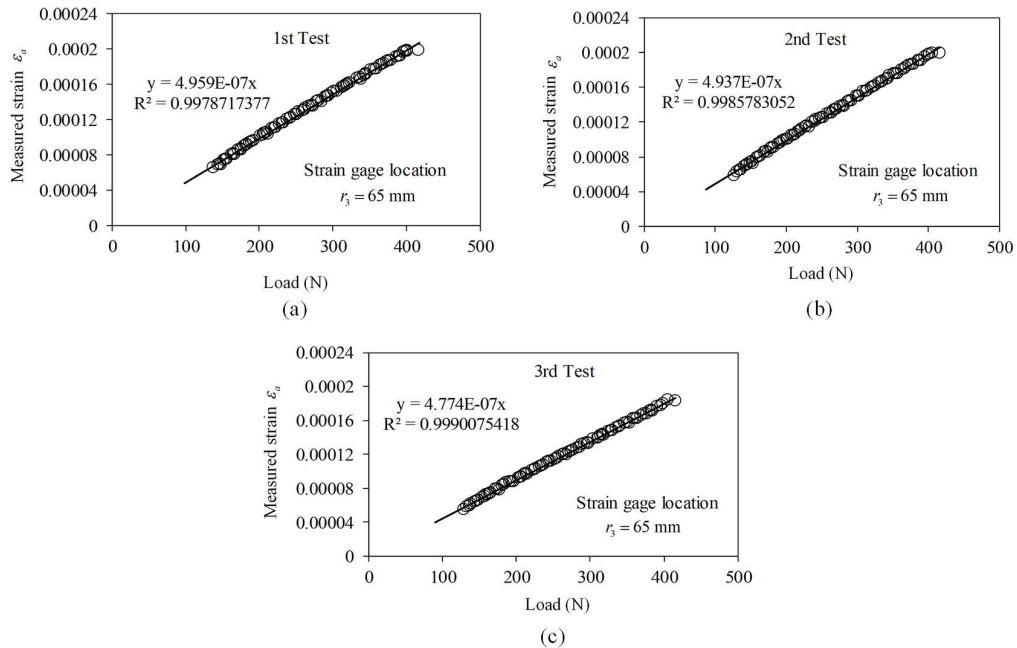 0.00024
0.0002
0.00016
0.00012
0.00008
0.00004
0
Measured strain εa
1st Test
y = 4.959E-07x
R² = 0.9978717377
Strain gage location
r₃ = 65 mm
0 100 200 300 400 500
Load (N)
(a)
0.00024
0.0002
0.00016
0.00012
0.00008
0.00004
0
Measured strain εa
2nd Test
y = 4.937E-07x
R² = 0.9985783052
Strain gage location
r₃ = 65 mm
0 100 200 300 400 500
Load (N)
(b)
0.00024
0.0002
0.00016
0.00012
0.00008
0.00004
0
Measured strain εa
3rd Test
y = 4.774E-07x
R² = 0.9990075418
Strain gage location
r₃ = 65 mm
0 100 200 300 400 500
Load (N)
(c)